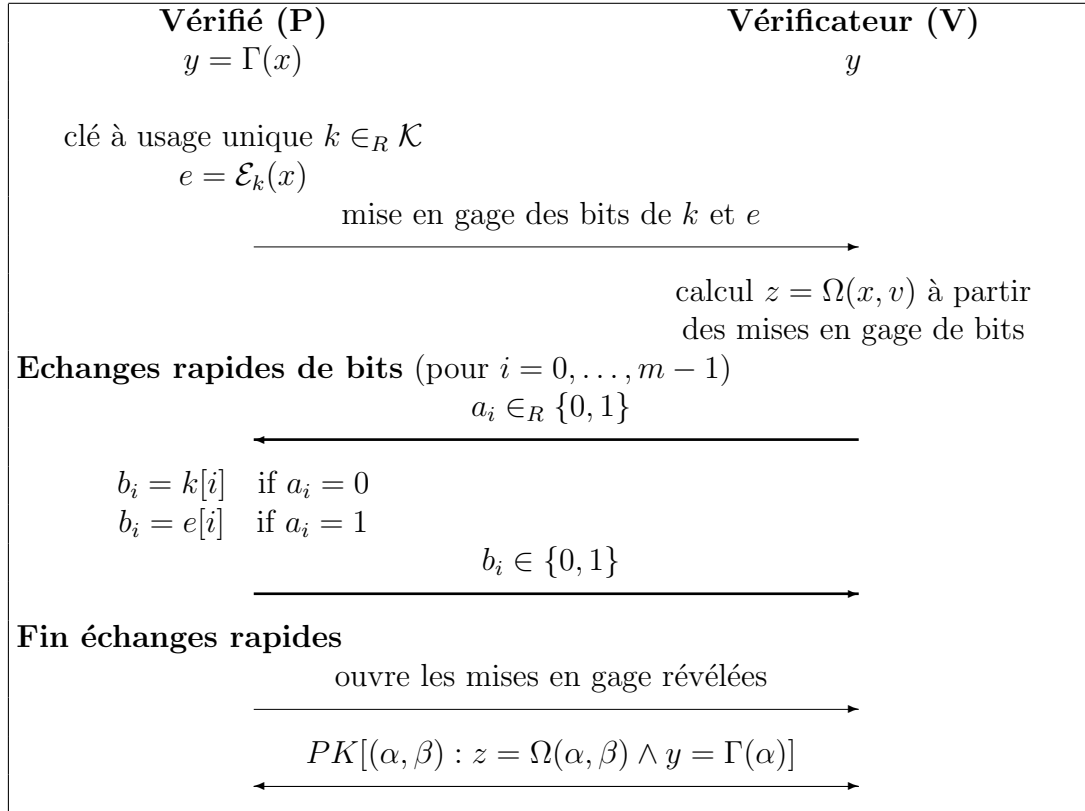 Vérifié (P) Vérificateur (V)
y = Γ(x) y
clé à usage unique k ∈_R 𝒦
e = ℰ_k(x)
mise en gage des bits de k et e
calcul z = Ω(x, v) à partir
des mises en gage de bits
Echanges rapides de bits (pour i = 0, . . . , m − 1)
a_i ∈_R {0, 1}
b_i = k[i] if a_i = 0
b_i = e[i] if a_i = 1
b_i ∈ {0, 1}
Fin échanges rapides
ouvre les mises en gage révélées
PK[(α, β) : z = Ω(α, β) ∧ y = Γ(α)]